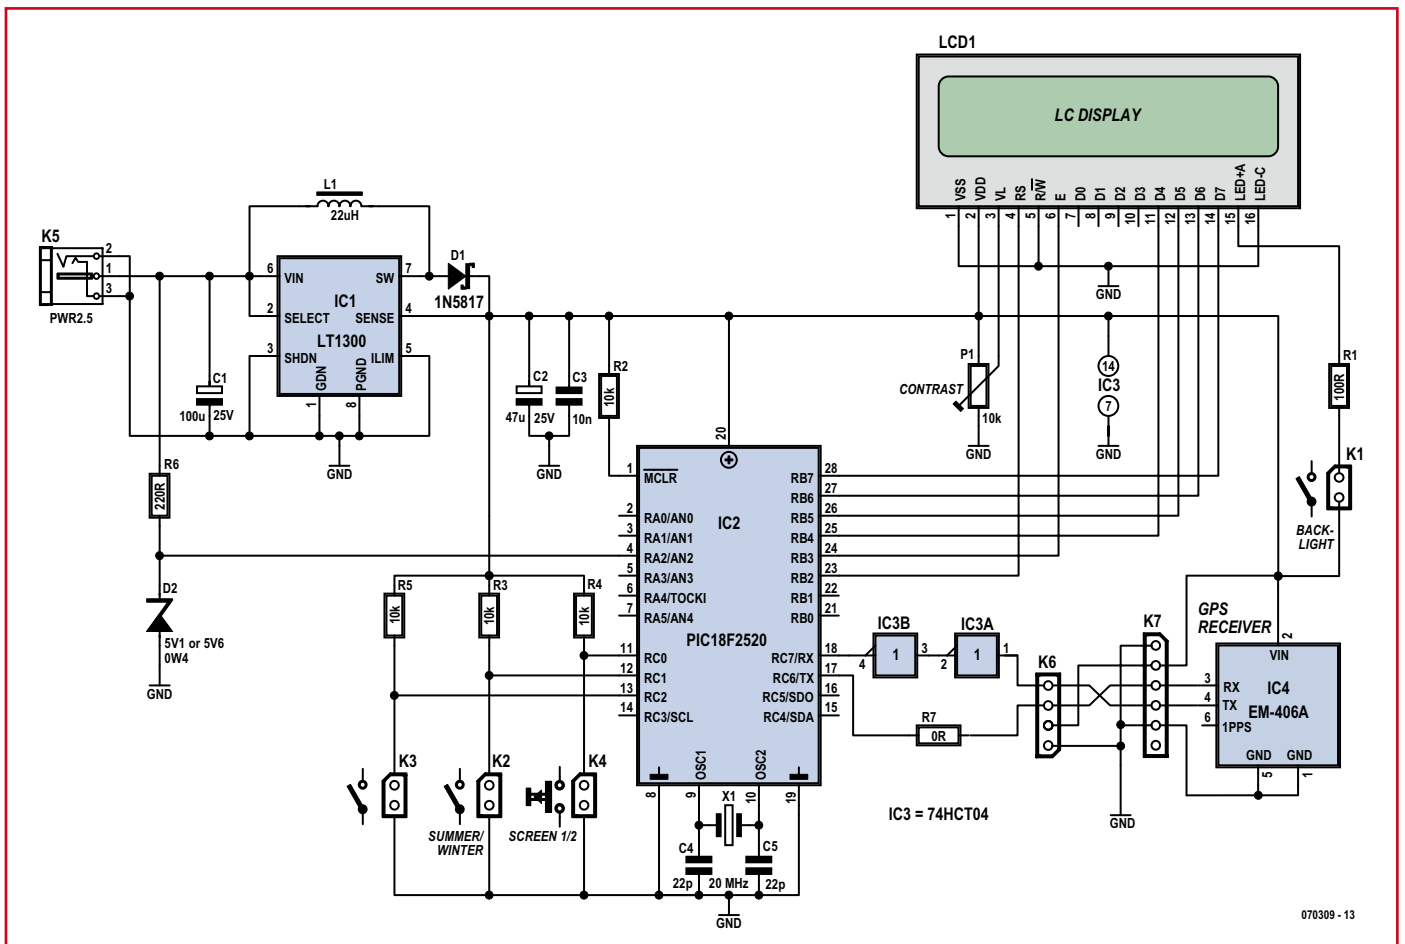 LCD1
LC DISPLAY
VSS
VDD
VL
RS
R/W
E
D0
D1
D2
D3
D4
D5
D6
D7
LED+A
LED-C
1
2
3
4
5
6
7
8
9
10
11
12
13
14
15
16
GND
L1
22uH
K5
2
1
3
PWR2.5
6
VIN
SW
7
IC1
2
SELECT
SENSE
4
LT1300
3
SHDN
ILIM
5
GDN
PGND
1
8
D1
1N5817
C1
100u
25V
GND
C2
47u
25V
C3
10n
GND
R2
10k
P1
CONTRAST
10k
GND
14
IC3
7
GND
R1
100R
K1
BACK-
LIGHT
R6
220R
D2
5V1 or 5V6
0W4
GND
20
IC2
PIC18F2520
1
MCLR
2
RA0/AN0
3
RA1/AN1
4
RA2/AN2
5
RA3/AN3
6
RA4/TOCKI
7
RA5/AN4
11
RC0
12
RC1
13
RC2
14
RC3/SCL
RB7
28
RB6
27
RB5
26
RB4
25
RB3
24
RB2
23
RB1
22
RB0
21
RC7/RX
18
RC6/TX
17
RC5/SDO
16
RC4/SDA
15
OSC1
OSC2
8
9
10
19
R5
10k
R3
10k
R4
10k
K3
K2
K4
SUMMER/
WINTER
SCREEN 1/2
X1
C4
22p
20 MHz
C5
22p
GND
IC3B
4
1
3
IC3A
2
1
1
R7
0R
K6
K7
GND
IC3 = 74HCT04
GPS
RECEIVER
2
VIN
3
RX
IC4
4
TX
EM-406A
6
1PPS
GND
GND
5
1
070309 - 13